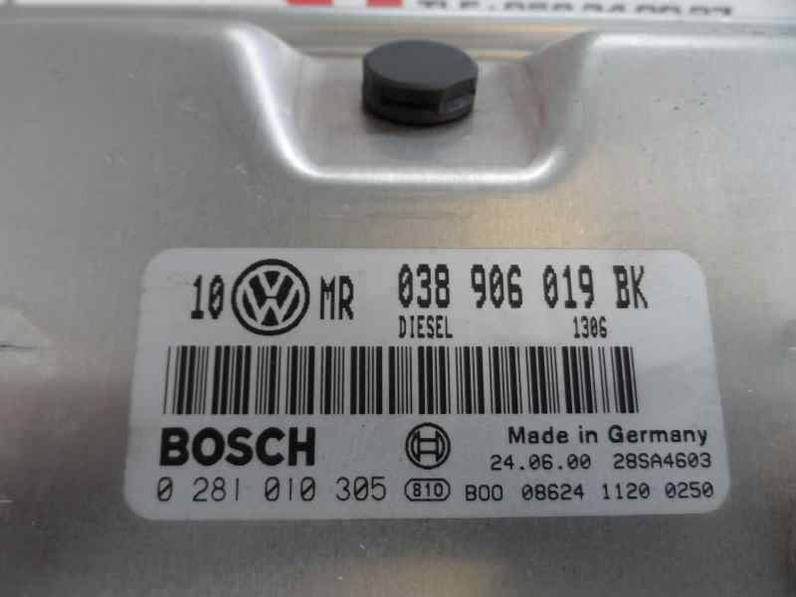 10 VW MR 038 906 019 BK
DIESEL 1306
BOSCH Made in Germany
24.06.00 28SA4603
0 281 010 305 810 B00 08624 1120 0250